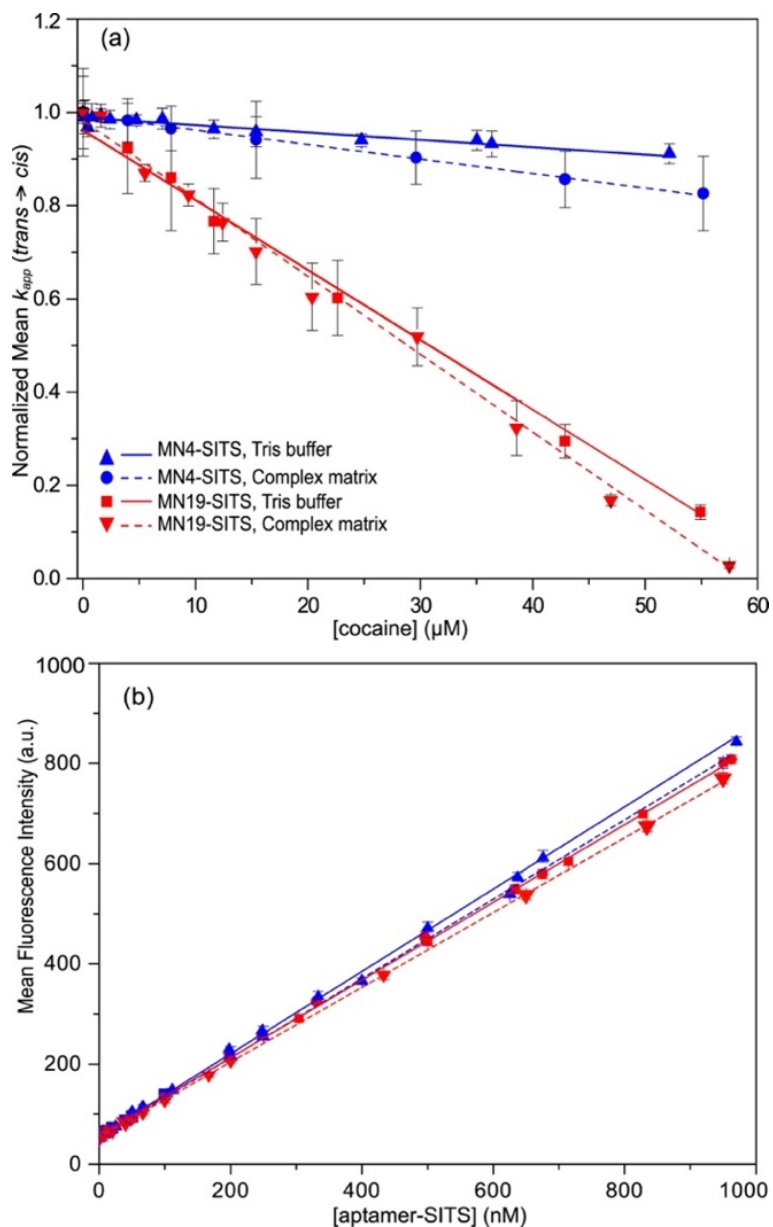 (a)
Normalized Mean k_app (trans → cis)
1.2
1.0
0.8
0.6
0.4
0.2
0.0
MN4-SITS, Tris buffer
MN4-SITS, Complex matrix
MN19-SITS, Tris buffer
MN19-SITS, Complex matrix
0 10 20 30 40 50 60
[cocaine] (µM)
(b)
Mean Fluorescence Intensity (a.u.)
1000
800
600
400
200
0
0 200 400 600 800 1000
[aptamer-SITS] (nM)